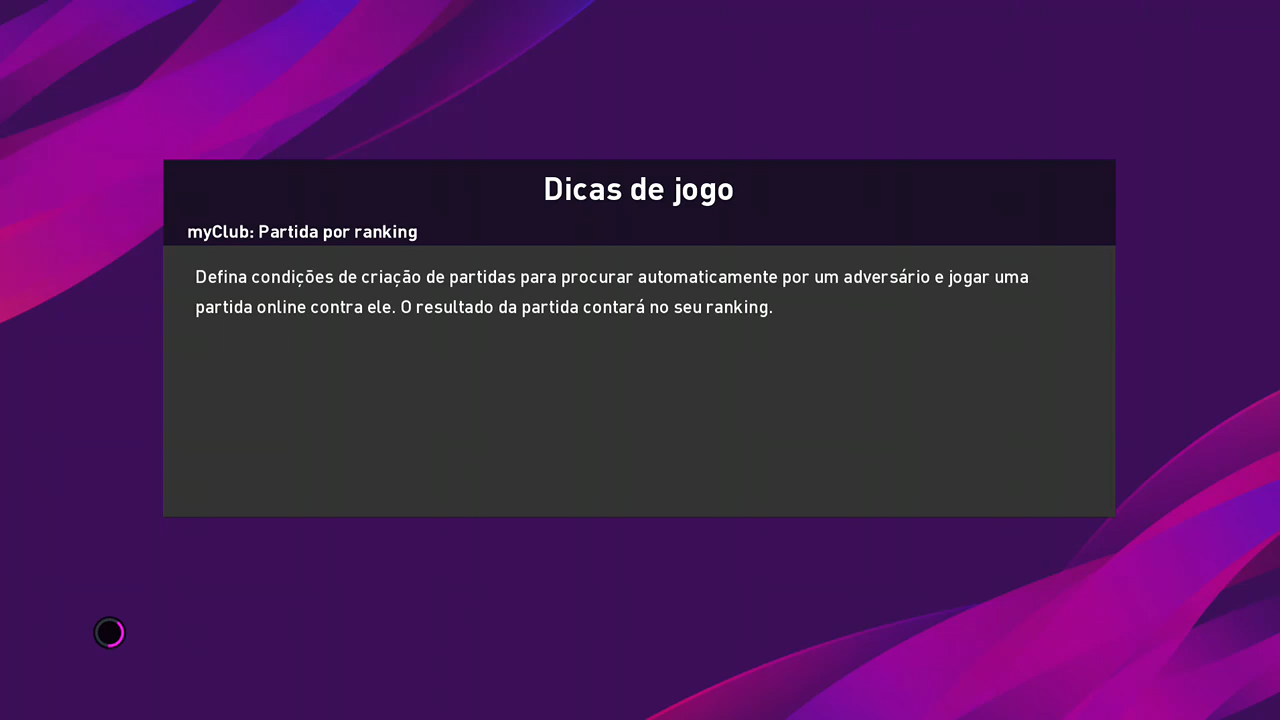 Dicas de jogo
myClub: Partida por ranking
Defina condições de criação de partidas para procurar automaticamente por um adversário e jogar uma
partida online contra ele. O resultado da partida contará no seu ranking.